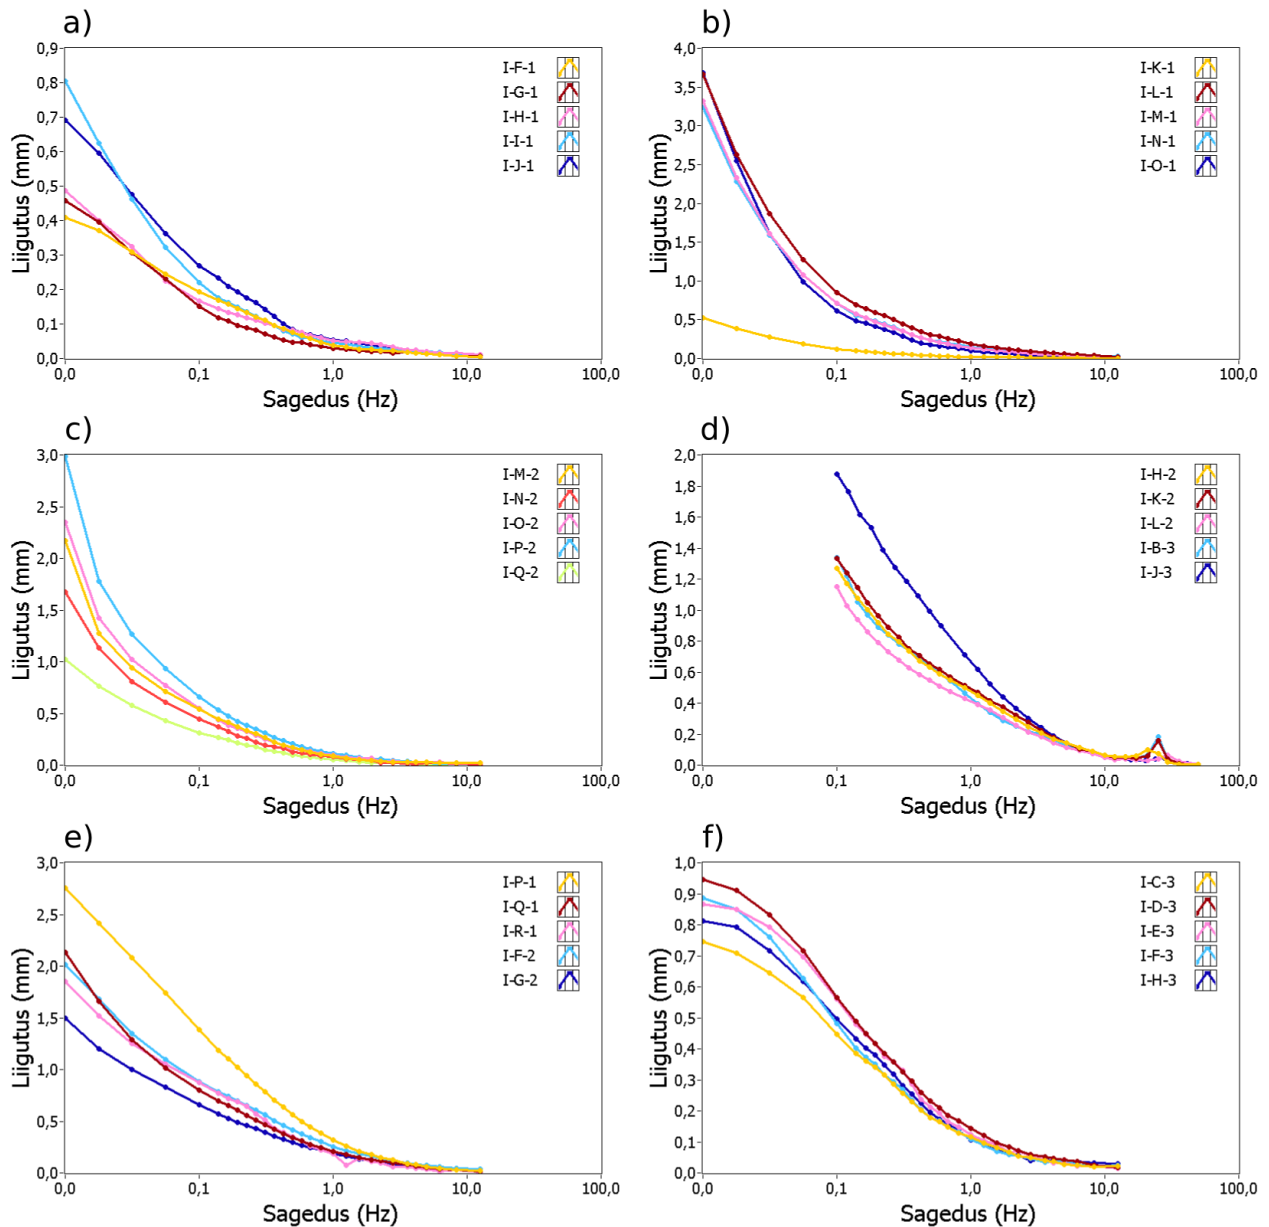 a)
0,9
0,8
0,7
0,6
0,5
0,4
0,3
0,2
0,1
0,0
Liigutus (mm)
I-F-1
I-G-1
I-H-1
I-I-1
I-J-1
0,0 0,1 1,0 10,0 100,0
Sagedus (Hz)
b)
4,0
3,5
3,0
2,5
2,0
1,5
1,0
0,5
0,0
Liigutus (mm)
I-K-1
I-L-1
I-M-1
I-N-1
I-O-1
0,0 0,1 1,0 10,0 100,0
Sagedus (Hz)
c)
3,0
2,5
2,0
1,5
1,0
0,5
0,0
Liigutus (mm)
I-M-2
I-N-2
I-O-2
I-P-2
I-Q-2
0,0 0,1 1,0 10,0 100,0
Sagedus (Hz)
d)
2,0
1,8
1,6
1,4
1,2
1,0
0,8
0,6
0,4
0,2
0,0
Liigutus (mm)
I-H-2
I-K-2
I-L-2
I-B-3
I-J-3
0,0 0,1 1,0 10,0 100,0
Sagedus (Hz)
e)
3,0
2,5
2,0
1,5
1,0
0,5
0,0
Liigutus (mm)
I-P-1
I-Q-1
I-R-1
I-F-2
I-G-2
0,0 0,1 1,0 10,0 100,0
Sagedus (Hz)
f)
1,0
0,9
0,8
0,7
0,6
0,5
0,4
0,3
0,2
0,1
0,0
Liigutus (mm)
I-C-3
I-D-3
I-E-3
I-F-3
I-H-3
0,0 0,1 1,0 10,0 100,0
Sagedus (Hz)